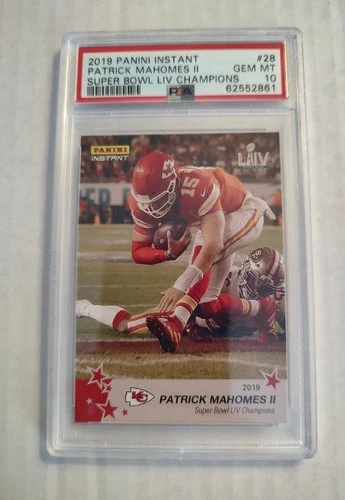 2019 PANINI INSTANT #28
PATRICK MAHOMES II GEM MT
SUPER BOWL LIV CHAMPIONS 10
PSA 62552861
PANINI
INSTANT
LIV
15
KC
2019
PATRICK MAHOMES II
Super Bowl LIV Champions